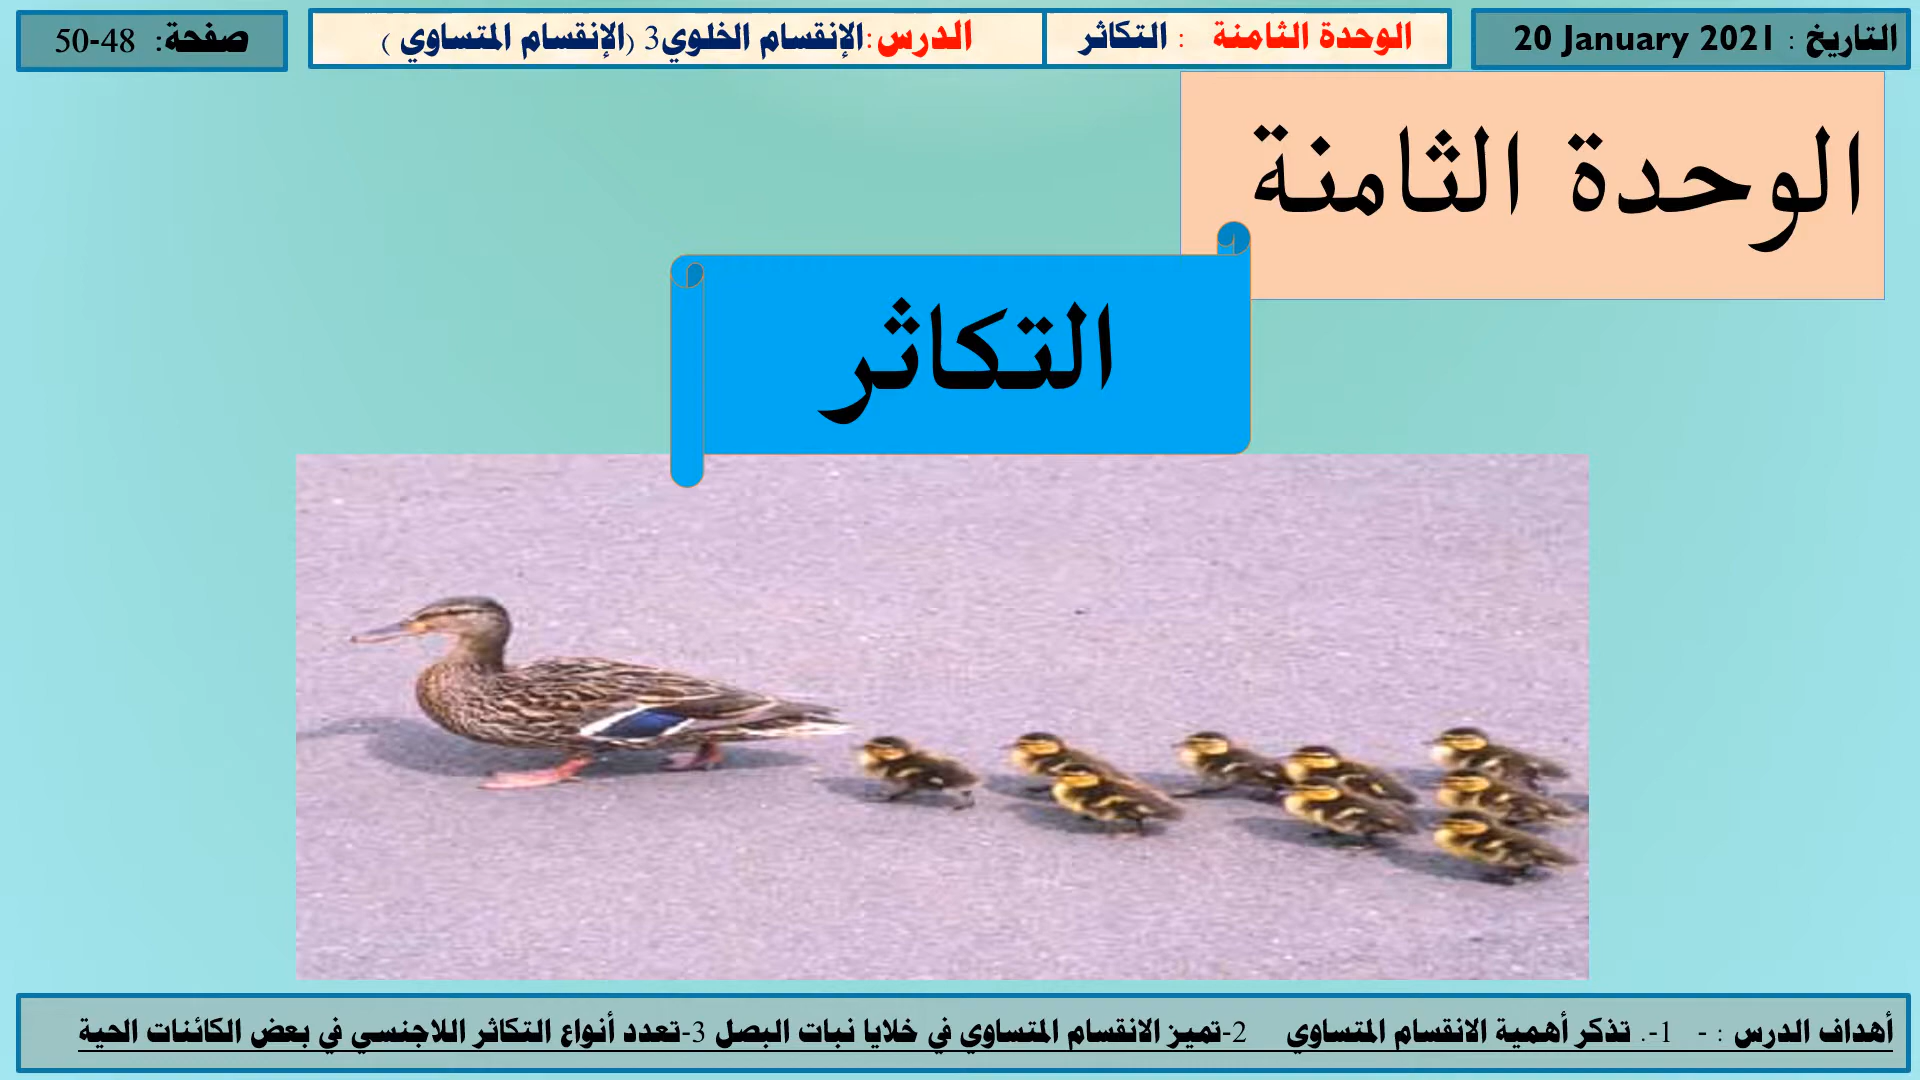 التاريخ : 20 January 2021
الوحدة الثامنة : التكاثر
الدرس:الإنقسام الخلوي3 (الإنقسام المتساوي )
صفحة: 48-50
الوحدة الثامنة
التكاثر
أهداف الدرس : - 1-. تذكر أهمية الانقسام المتساوي 2-تميز الانقسام المتساوي في خلايا نبات البصل 3-تعدد أنواع التكاثر اللاجنسي في بعض الكائنات الحية